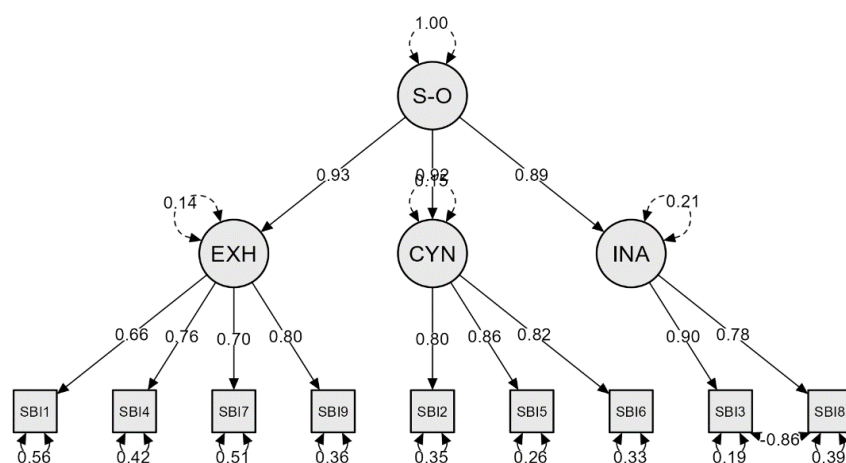 1.00
S-O
0.93
0.92
0.15
0.89
0.14
0.21
EXH
CYN
INA
0.66
0.76
0.70
0.80
0.80
0.86
0.82
0.90
0.78
SBI1
SBI4
SBI7
SBI9
SBI2
SBI5
SBI6
SBI3
SBI8
-0.86
0.56
0.42
0.51
0.36
0.35
0.26
0.33
0.19
0.39